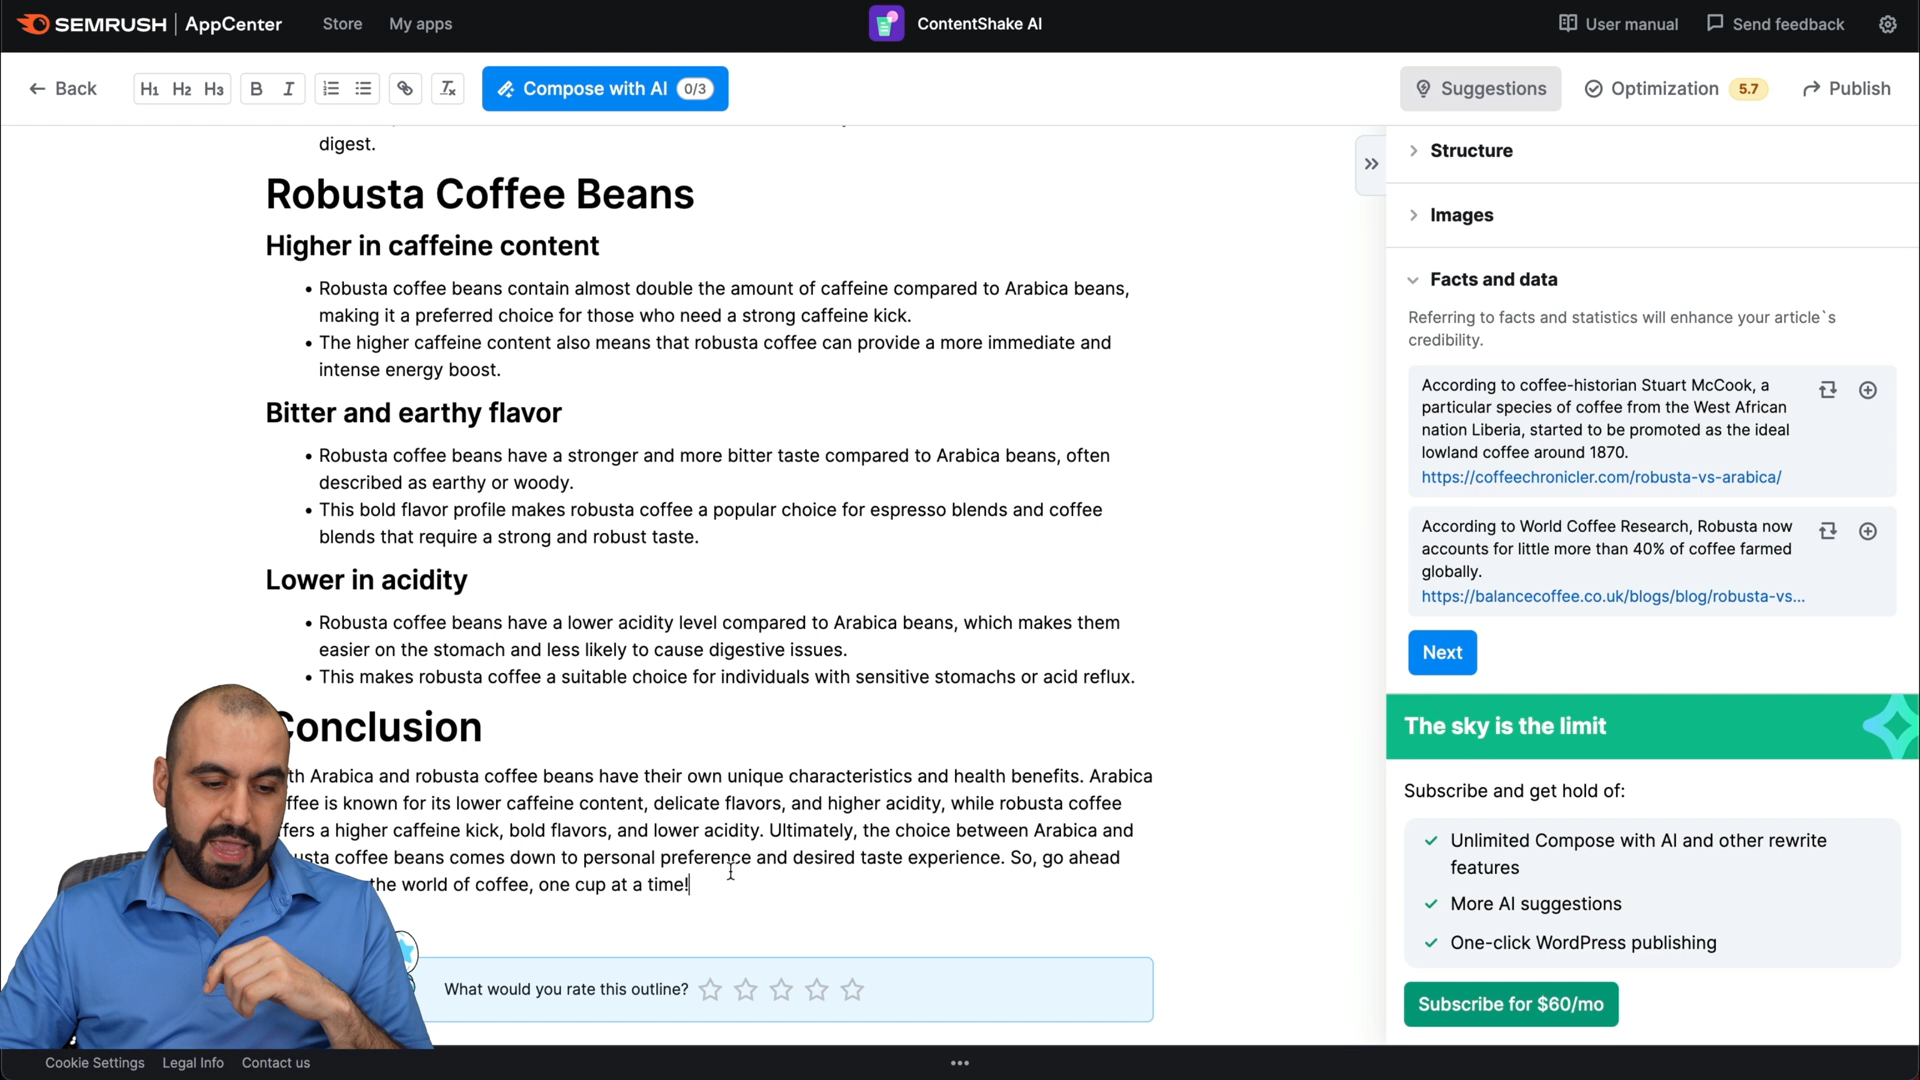 SEMRUSH AppCenter Store My apps ContentShake AI User manual Send feedback
Back H1 H2 H3 B I Compose with AI 0/3 Suggestions Optimization 5.7 Publish
digest.
Robusta Coffee Beans
Higher in caffeine content
• Robusta coffee beans contain almost double the amount of caffeine compared to Arabica beans,
making it a preferred choice for those who need a strong caffeine kick.
• The higher caffeine content also means that robusta coffee can provide a more immediate and
intense energy boost.
Bitter and earthy flavor
• Robusta coffee beans have a stronger and more bitter taste compared to Arabica beans, often
described as earthy or woody.
• This bold flavor profile makes robusta coffee a popular choice for espresso blends and coffee
blends that require a strong and robust taste.
Lower in acidity
• Robusta coffee beans have a lower acidity level compared to Arabica beans, which makes them
easier on the stomach and less likely to cause digestive issues.
• This makes robusta coffee a suitable choice for individuals with sensitive stomachs or acid reflux.
Conclusion
th Arabica and robusta coffee beans have their own unique characteristics and health benefits. Arabica
ffee is known for its lower caffeine content, delicate flavors, and higher acidity, while robusta coffee
fers a higher caffeine kick, bold flavors, and lower acidity. Ultimately, the choice between Arabica and
usta coffee beans comes down to personal preference and desired taste experience. So, go ahead
the world of coffee, one cup at a time!
What would you rate this outline?
Structure
Images
Facts and data
Referring to facts and statistics will enhance your article`s
credibility.
According to coffee-historian Stuart McCook, a
particular species of coffee from the West African
nation Liberia, started to be promoted as the ideal
lowland coffee around 1870.
https://coffeechronicler.com/robusta-vs-arabica/
According to World Coffee Research, Robusta now
accounts for little more than 40% of coffee farmed
globally.
https://balancecoffee.co.uk/blogs/blog/robusta-vs...
Next
The sky is the limit
Subscribe and get hold of:
Unlimited Compose with AI and other rewrite
features
More AI suggestions
One-click WordPress publishing
Subscribe for $60/mo
Cookie Settings Legal Info Contact us